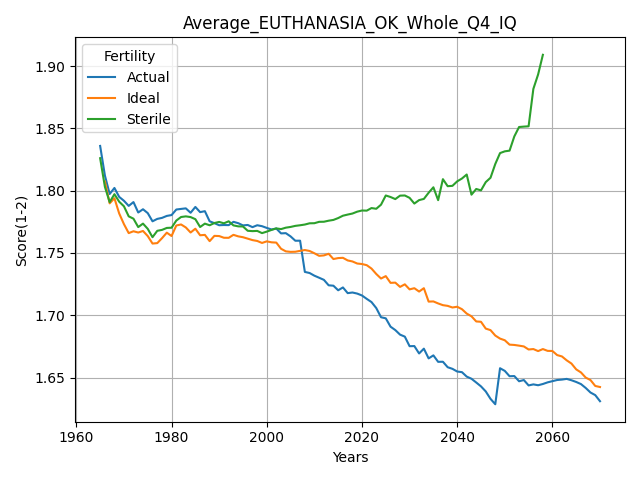 Average_EUTHANASIA_OK_Whole_Q4_IQ
Fertility
Actual
Ideal
Sterile
Score(1-2)
1.90
1.85
1.80
1.75
1.70
1.65
1960
1980
2000
2020
2040
2060
Years